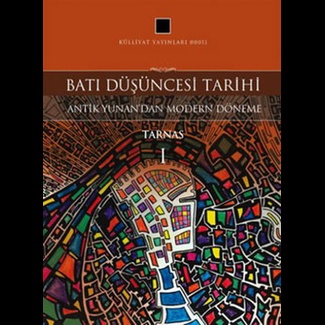 KÜLLİYAT YAYINLARI 00011
BATI DÜŞÜNCESİ TARİHİ
ANTİK YUNAN'DAN MODERN DÖNEME
TARNAS
I